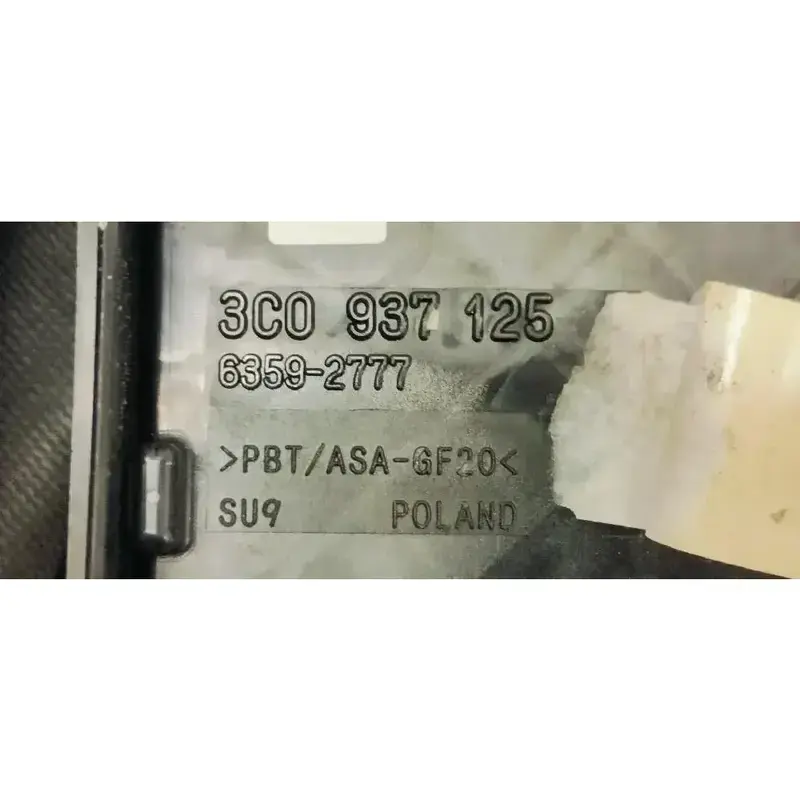 3C0 937 125
6359-2777
>PBT/ASA-GF20<
SU9 POLAND